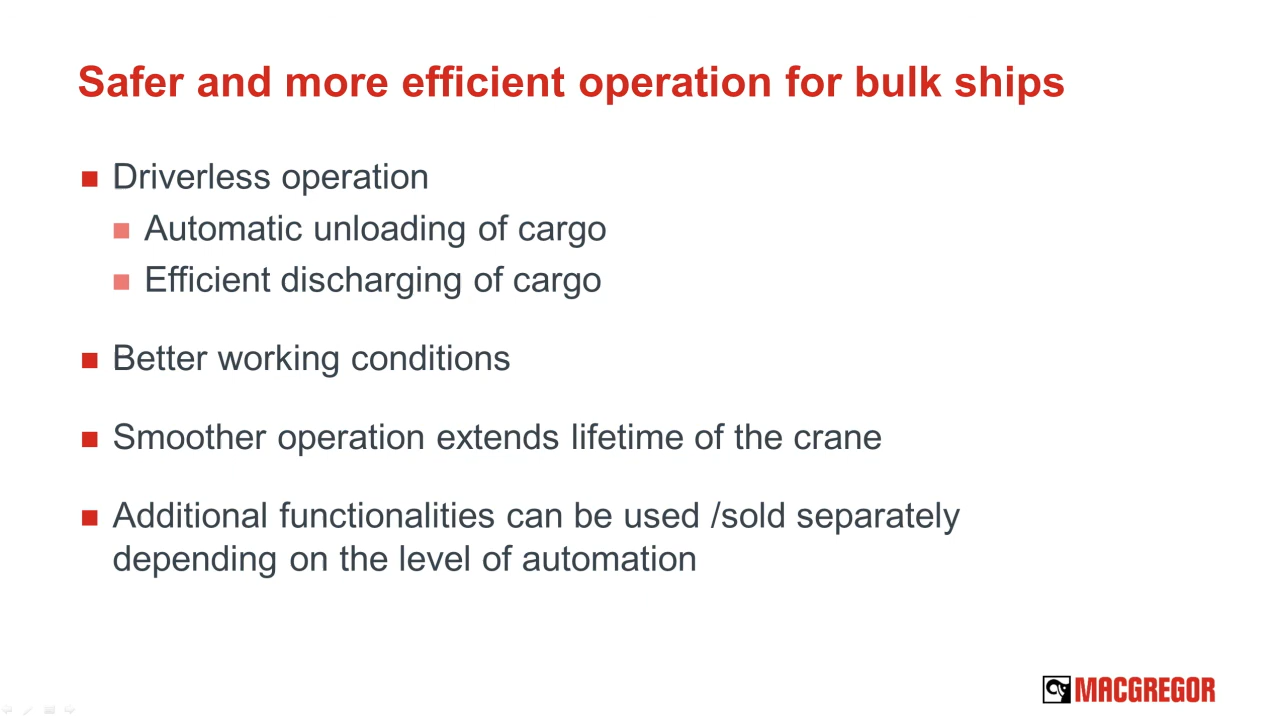 Safer and more efficient operation for bulk ships
Driverless operation
Automatic unloading of cargo
Efficient discharging of cargo
Better working conditions
Smoother operation extends lifetime of the crane
Additional functionalities can be used /sold separately
depending on the level of automation
MACGREGOR